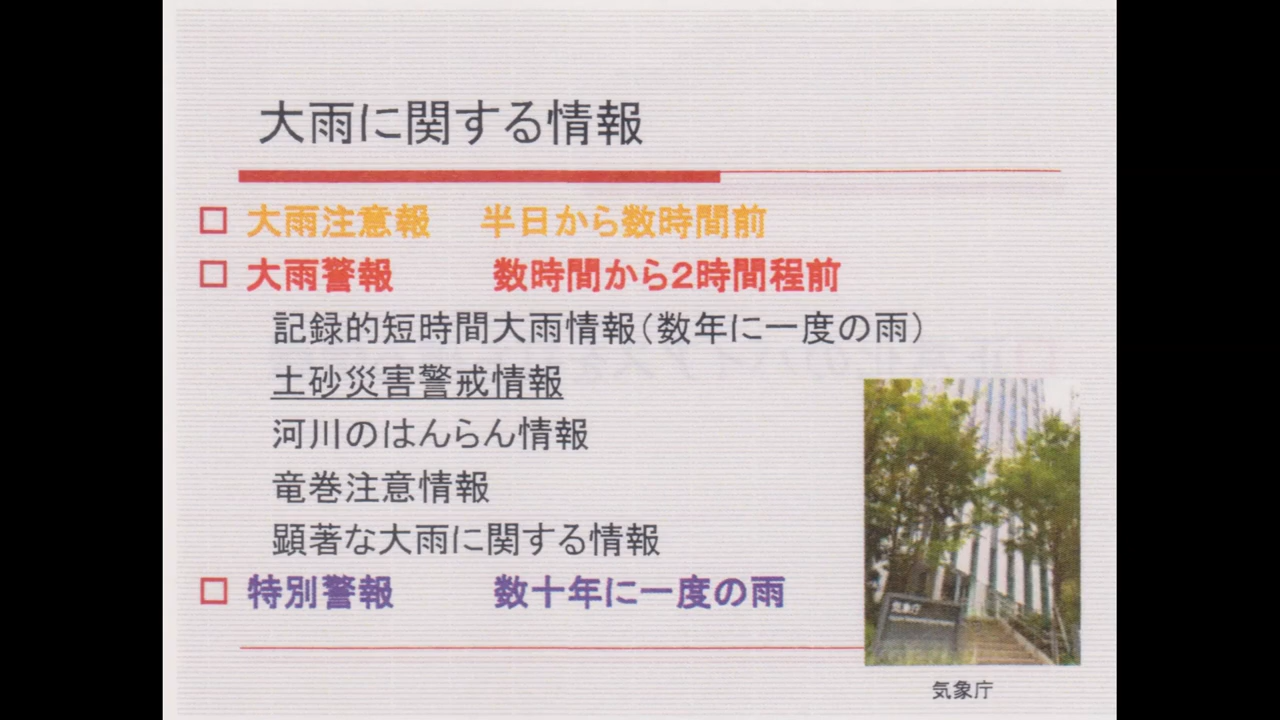 大雨に関する情報
□ 大雨注意報 半日から数時間前
□ 大雨警報 数時間から2時間程前
記録的短時間大雨情報(数年に一度の雨)
土砂災害警戒情報
河川のはんらん情報
竜巻注意情報
顕著な大雨に関する情報
□ 特別警報 数十年に一度の雨
気象庁
気象庁